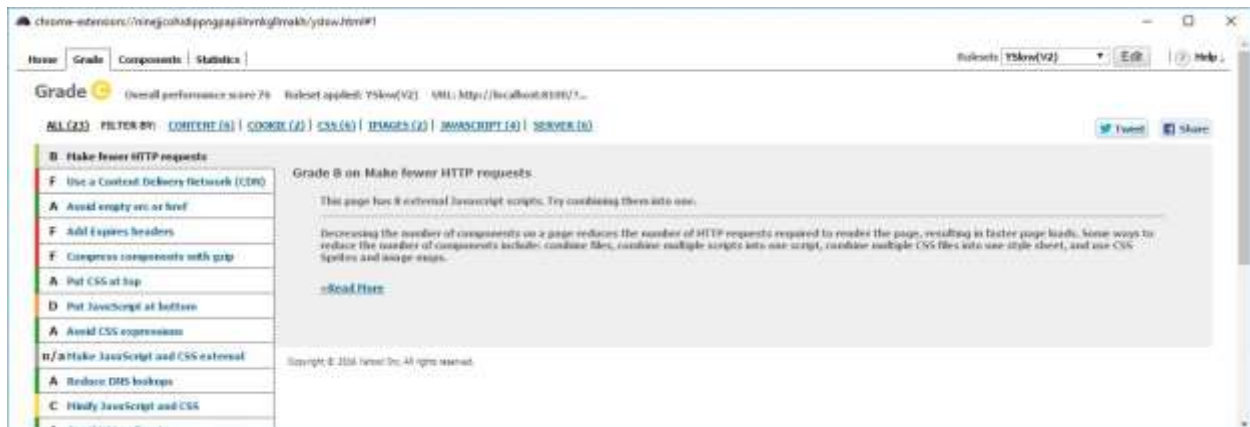 Home Grade Components Statistics Rulesets YSlow(V2) Edit Help
Grade C Overall performance score 76 Ruleset applied: YSlow(V2) URL: http://localhost:8100/?...
ALL (23) FILTER BY: CONTENT (6) | COOKIE (2) | CSS (6) | IMAGES (2) | JAVASCRIPT (4) | SERVER (6)
Tweet Share
B Make fewer HTTP requests
F Use a Content Delivery Network (CDN)
A Avoid empty src or href
F Add Expires headers
F Compress components with gzip
A Put CSS at top
D Put JavaScript at bottom
A Avoid CSS expressions
n/a Make JavaScript and CSS external
A Reduce DNS lookups
C Minify JavaScript and CSS
Grade B on Make fewer HTTP requests
This page has 8 external Javascript scripts. Try combining them into one.
Decreasing the number of components on a page reduces the number of HTTP requests required to render the page, resulting in faster page loads. Some ways to
reduce the number of components include: combine files, combine multiple scripts into one script, combine multiple CSS files into one style sheet, and use CSS
Sprites and image maps.
»Read More
Copyright © 2016 Yahoo! Inc. All rights reserved.